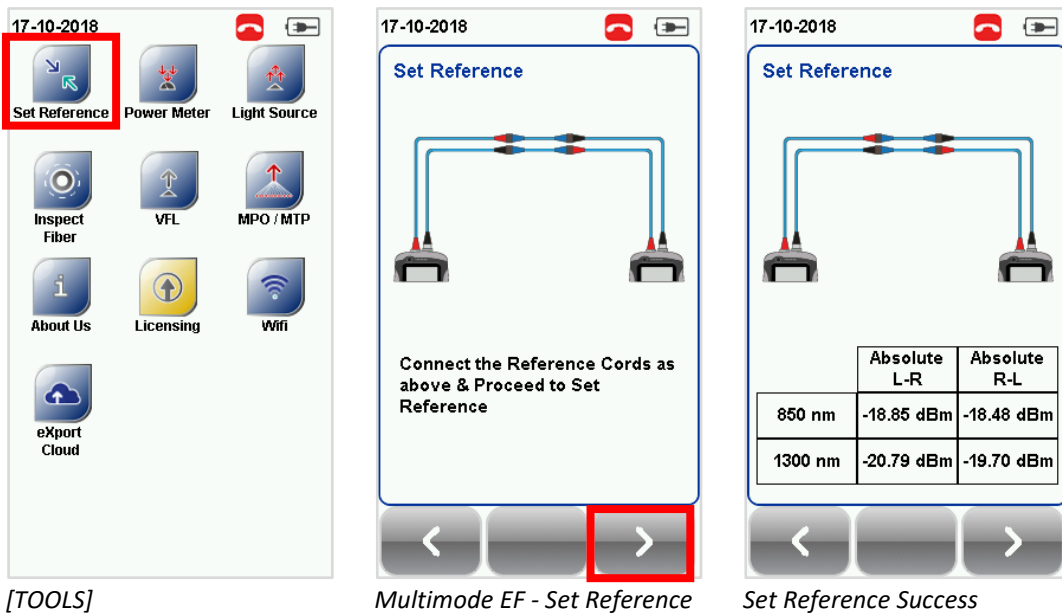 17-10-2018
Set Reference Power Meter Light Source
Inspect Fiber VFL MPO / MTP
About Us Licensing Wifi
eXport Cloud
[TOOLS]
17-10-2018
Set Reference
Connect the Reference Cords as
above & Proceed to Set
Reference
Multimode EF - Set Reference
17-10-2018
Set Reference
Absolute L-R Absolute R-L
850 nm -18.85 dBm -18.48 dBm
1300 nm -20.79 dBm -19.70 dBm
Set Reference Success